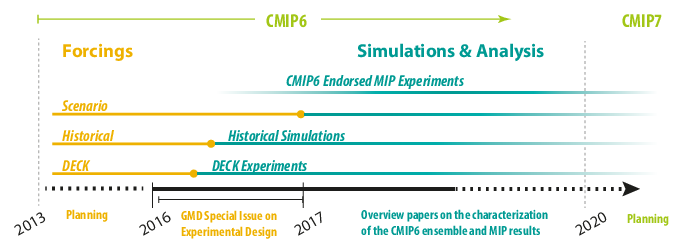 CMIP6
CMIP7
Forcings
Simulations & Analysis
CMIP6 Endorsed MIP Experiments
Scenario
Historical
Historical Simulations
DECK
DECK Experiments
2013
Planning
2016
GMD Special Issue on
Experimental Design
2017
Overview papers on the characterization
of the CMIP6 ensemble and MIP results
2020
Planning